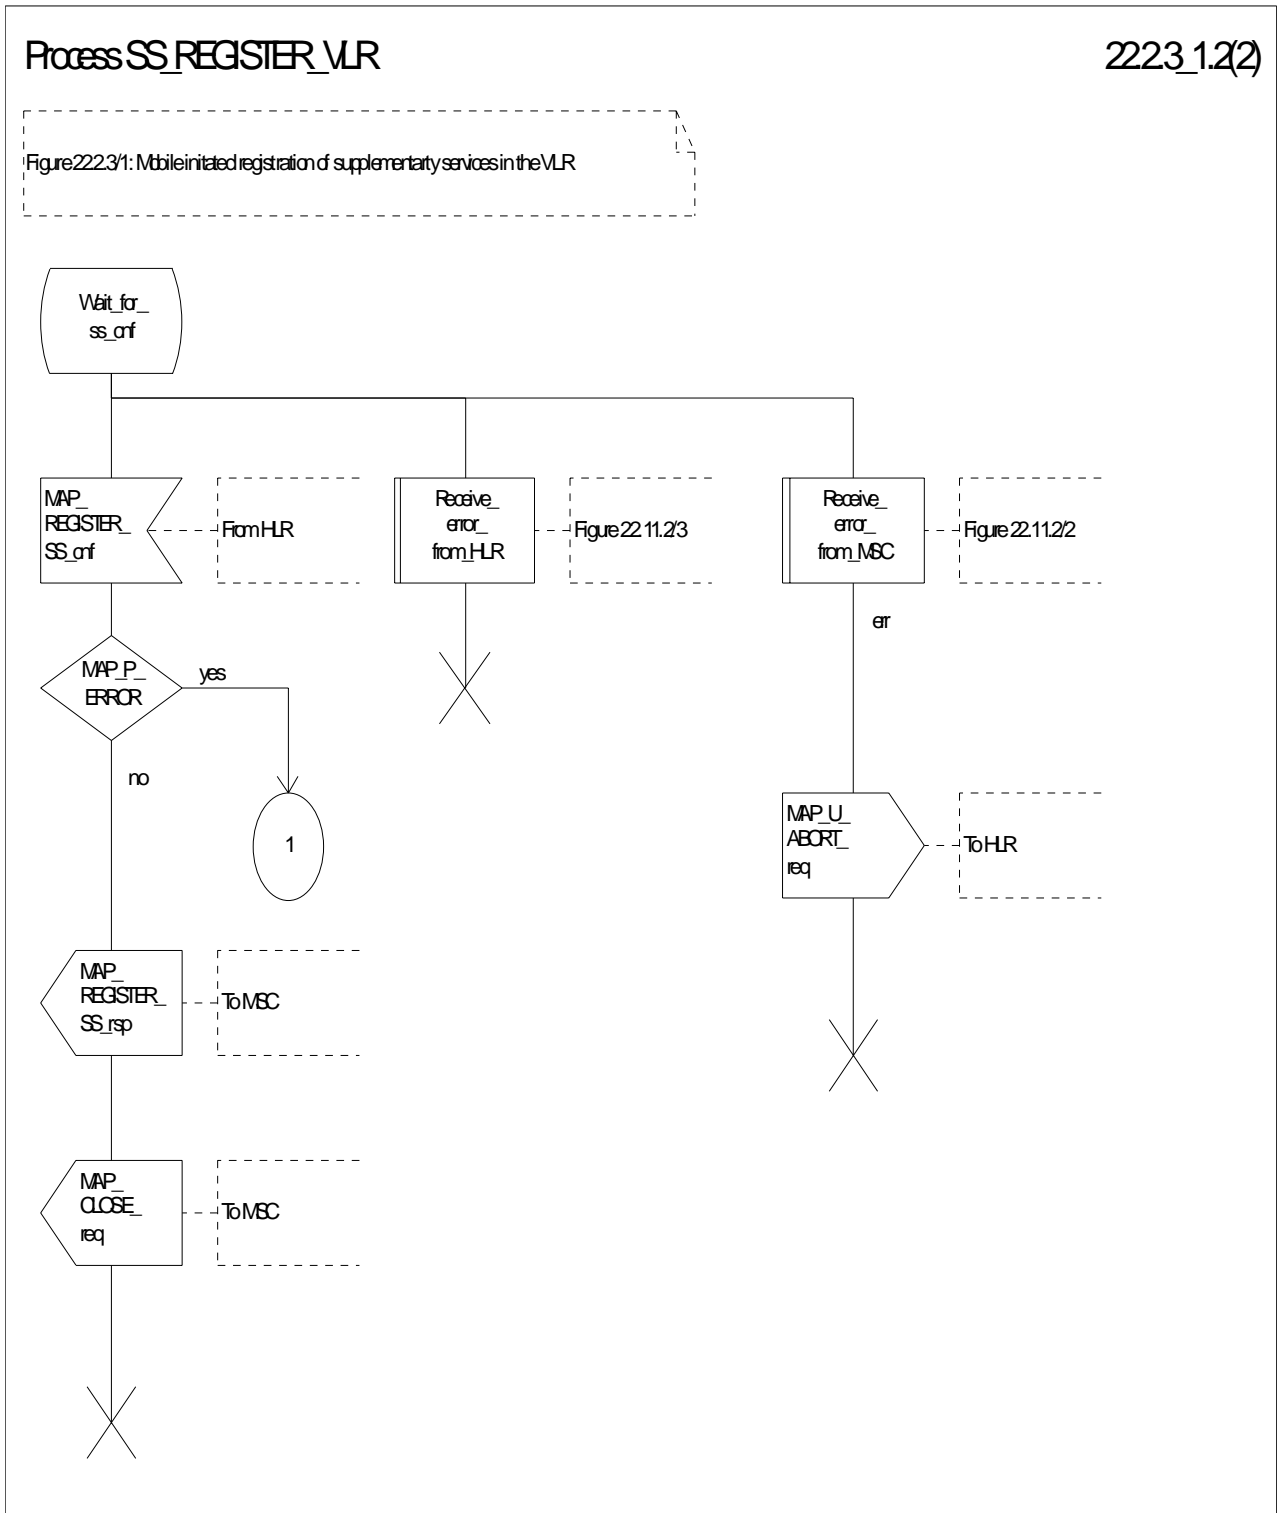 Process SS_REGISTER_VLR
22.2.3_1.2(2)
Figure 22.2.3/1: Mobile initated registration of supplementarty services in the VLR
Wait_for_
ss_cnf
MAP_
REGISTER_
SS_cnf
From HLR
Receive_
error_
from_HLR
Figure 22.11.2/3
Receive_
error_
from_MSC
Figure 22.11.2/2
err
MAP_P_
ERROR
yes
no
1
MAP_U_
ABORT_
req
To HLR
MAP_
REGISTER_
SS_rsp
To MSC
MAP_
CLOSE_
req
To MSC